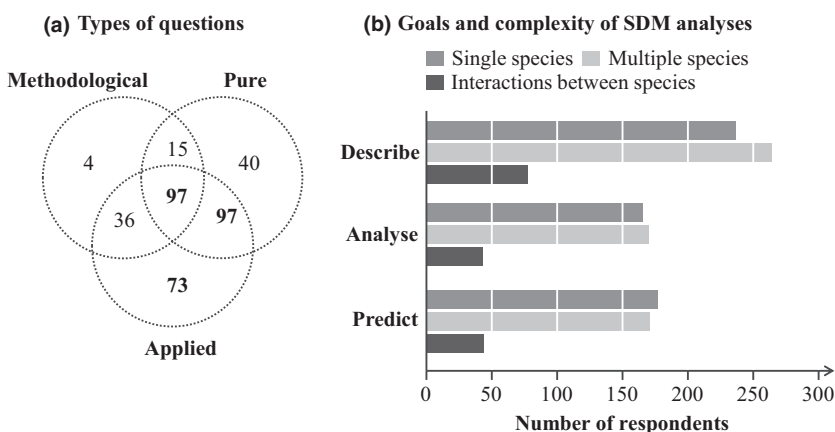 (a) Types of questions
Methodological
Pure
4
15
40
97
36
97
73
Applied
(b) Goals and complexity of SDM analyses
Single species
Multiple species
Interactions between species
Describe
Analyse
Predict
0 50 100 150 200 250 300
Number of respondents